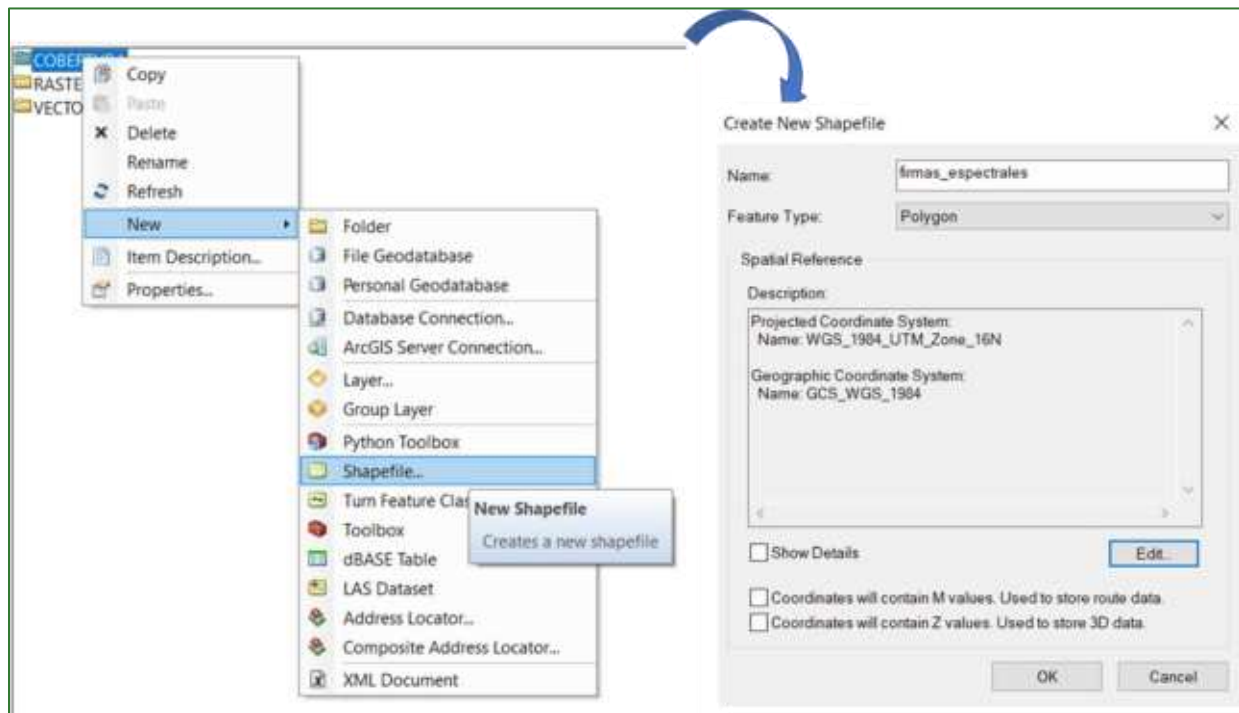 RASTE
VECTO
Copy
Paste
Delete
Rename
Refresh
New
Item Description...
Properties...
Folder
File Geodatabase
Personal Geodatabase
Database Connection...
ArcGIS Server Connection...
Layer...
Group Layer
Python Toolbox
Shapefile...
Turn Feature Clas
Toolbox
dBASE Table
LAS Dataset
Address Locator...
Composite Address Locator...
XML Document
New Shapefile
Creates a new shapefile
Create New Shapefile
Name:
firmas_espectrales
Feature Type:
Polygon
Spatial Reference
Description:
Projected Coordinate System:
Name: WGS_1984_UTM_Zone_16N
Geographic Coordinate System:
Name: GCS_WGS_1984
Show Details
Edit...
Coordinates will contain M values. Used to store route data.
Coordinates will contain Z values. Used to store 3D data.
OK
Cancel